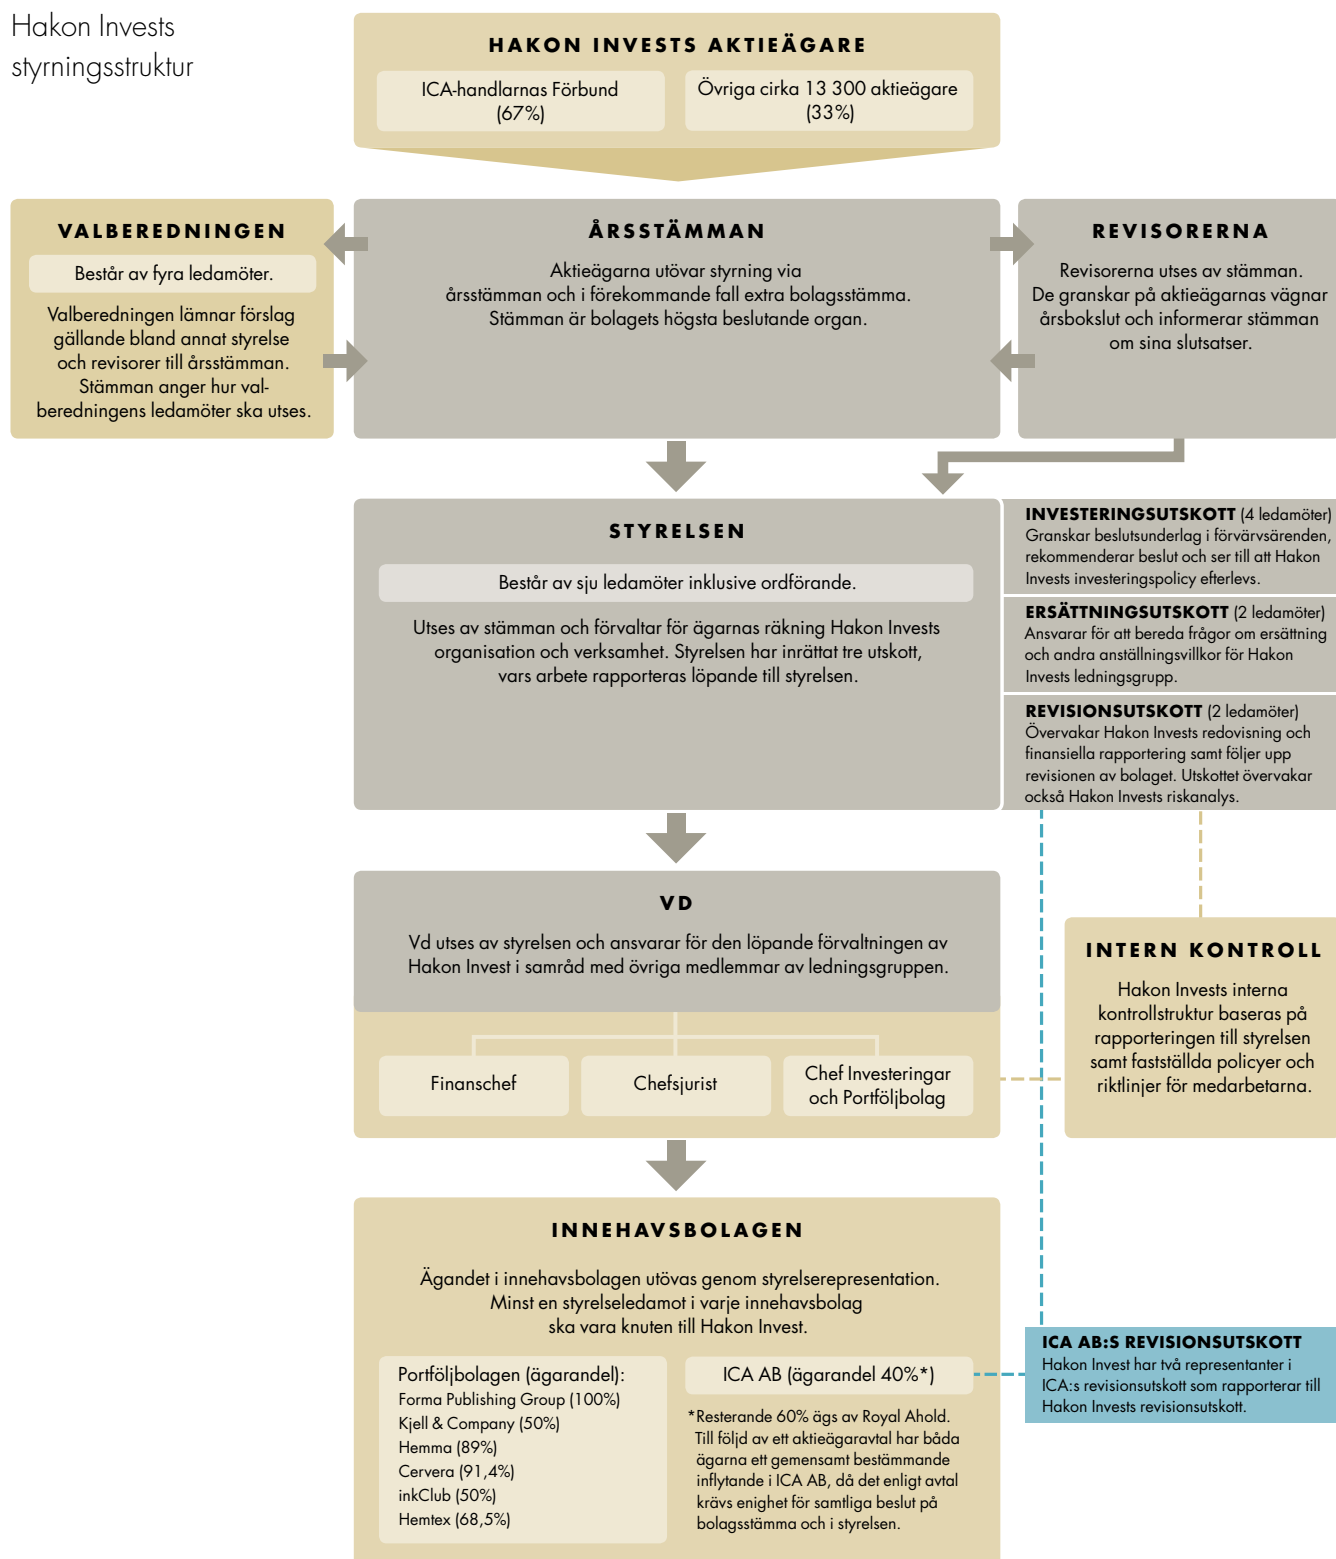 Hakon Invests
styrningsstruktur
HAKON INVESTS AKTIEÄGARE
ICA-handlarnas Förbund
(67%)
Övriga cirka 13 300 aktieägare
(33%)
VALBEREDNINGEN
Består av fyra ledamöter.
Valberedningen lämnar förslag
gällande bland annat styrelse
och revisorer till årsstämman.
Stämman anger hur val-
beredningens ledamöter ska utses.
ÅRSSTÄMMAN
Aktieägarna utövar styrning via
årsstämman och i förekommande fall extra bolagsstämma.
Stämman är bolagets högsta beslutande organ.
REVISORERNA
Revisorerna utses av stämman.
De granskar på aktieägarnas vägnar
årsbokslut och informerar stämman
om sina slutsatser.
STYRELSEN
Består av sju ledamöter inklusive ordförande.
Utses av stämman och förvaltar för ägarnas räkning Hakon Invests
organisation och verksamhet. Styrelsen har inrättat tre utskott,
vars arbete rapporteras löpande till styrelsen.
INVESTERINGSUTSKOTT (4 ledamöter)
Granskar beslutsunderlag i förvärvsärenden,
rekommenderar beslut och ser till att Hakon
Invests investeringspolicy efterlevs.
ERSÄTTNINGSUTSKOTT (2 ledamöter)
Ansvarar för att bereda frågor om ersättning
och andra anställningsvillkor för Hakon
Invests ledningsgrupp.
REVISIONSUTSKOTT (2 ledamöter)
Övervakar Hakon Invests redovisning och
finansiella rapportering samt följer upp
revisionen av bolaget. Utskottet övervakar
också Hakon Invests riskanalys.
VD
Vd utses av styrelsen och ansvarar för den löpande förvaltningen av
Hakon Invest i samråd med övriga medlemmar av ledningsgruppen.
Finanschef
Chefsjurist
Chef Investeringar
och Portföljbolag
INTERN KONTROLL
Hakon Invests interna
kontrollstruktur baseras på
rapporteringen till styrelsen
samt fastställda policyer och
riktlinjer för medarbetarna.
INNEHAVSBOLAGEN
Ägandet i innehavsbolagen utövas genom styrelserepresentation.
Minst en styrelseledamot i varje innehavsbolag
ska vara knuten till Hakon Invest.
Portföljbolagen (ägarandel):
Forma Publishing Group (100%)
Kjell & Company (50%)
Hemma (89%)
Cervera (91,4%)
inkClub (50%)
Hemtex (68,5%)
ICA AB (ägarandel 40%*)
*Resterande 60% ägs av Royal Ahold.
Till följd av ett aktieägaravtal har båda
ägarna ett gemensamt bestämmande
inflytande i ICA AB, då det enligt avtal
krävs enighet för samtliga beslut på
bolagsstämma och i styrelsen.
ICA AB:S REVISIONSUTSKOTT
Hakon Invest har två representanter i
ICA:s revisionsutskott som rapporterar till
Hakon Invests revisionsutskott.